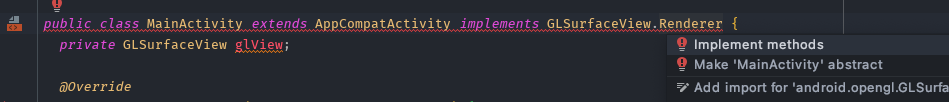 public class MainActivity extends AppCompatActivity implements GLSurfaceView.Renderer {
private GLSurfaceView glView;
Implement methods
Make 'MainActivity' abstract
Add import for 'android.opengl.GLSurfa
@Override